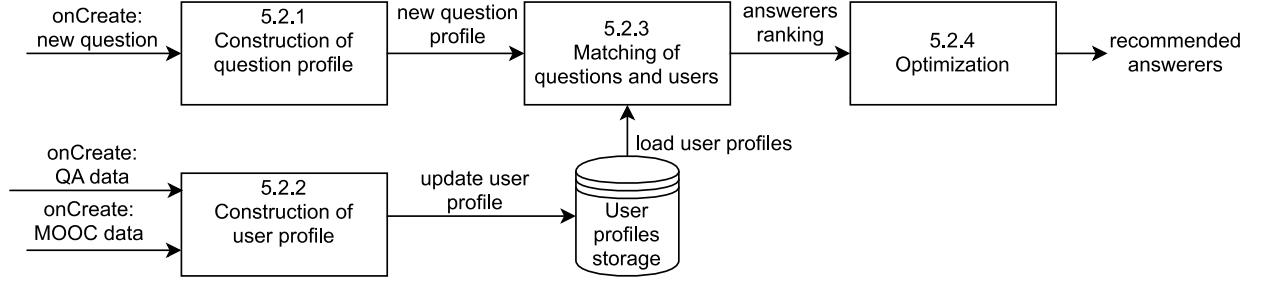 onCreate:
new question
5.2.1
Construction of
question profile
new question
profile
5.2.3
Matching of
questions and users
answerers
ranking
5.2.4
Optimization
recommended
answerers
load user profiles
onCreate:
QA data
onCreate:
MOOC data
5.2.2
Construction of
user profile
update user
profile
User
profiles
storage